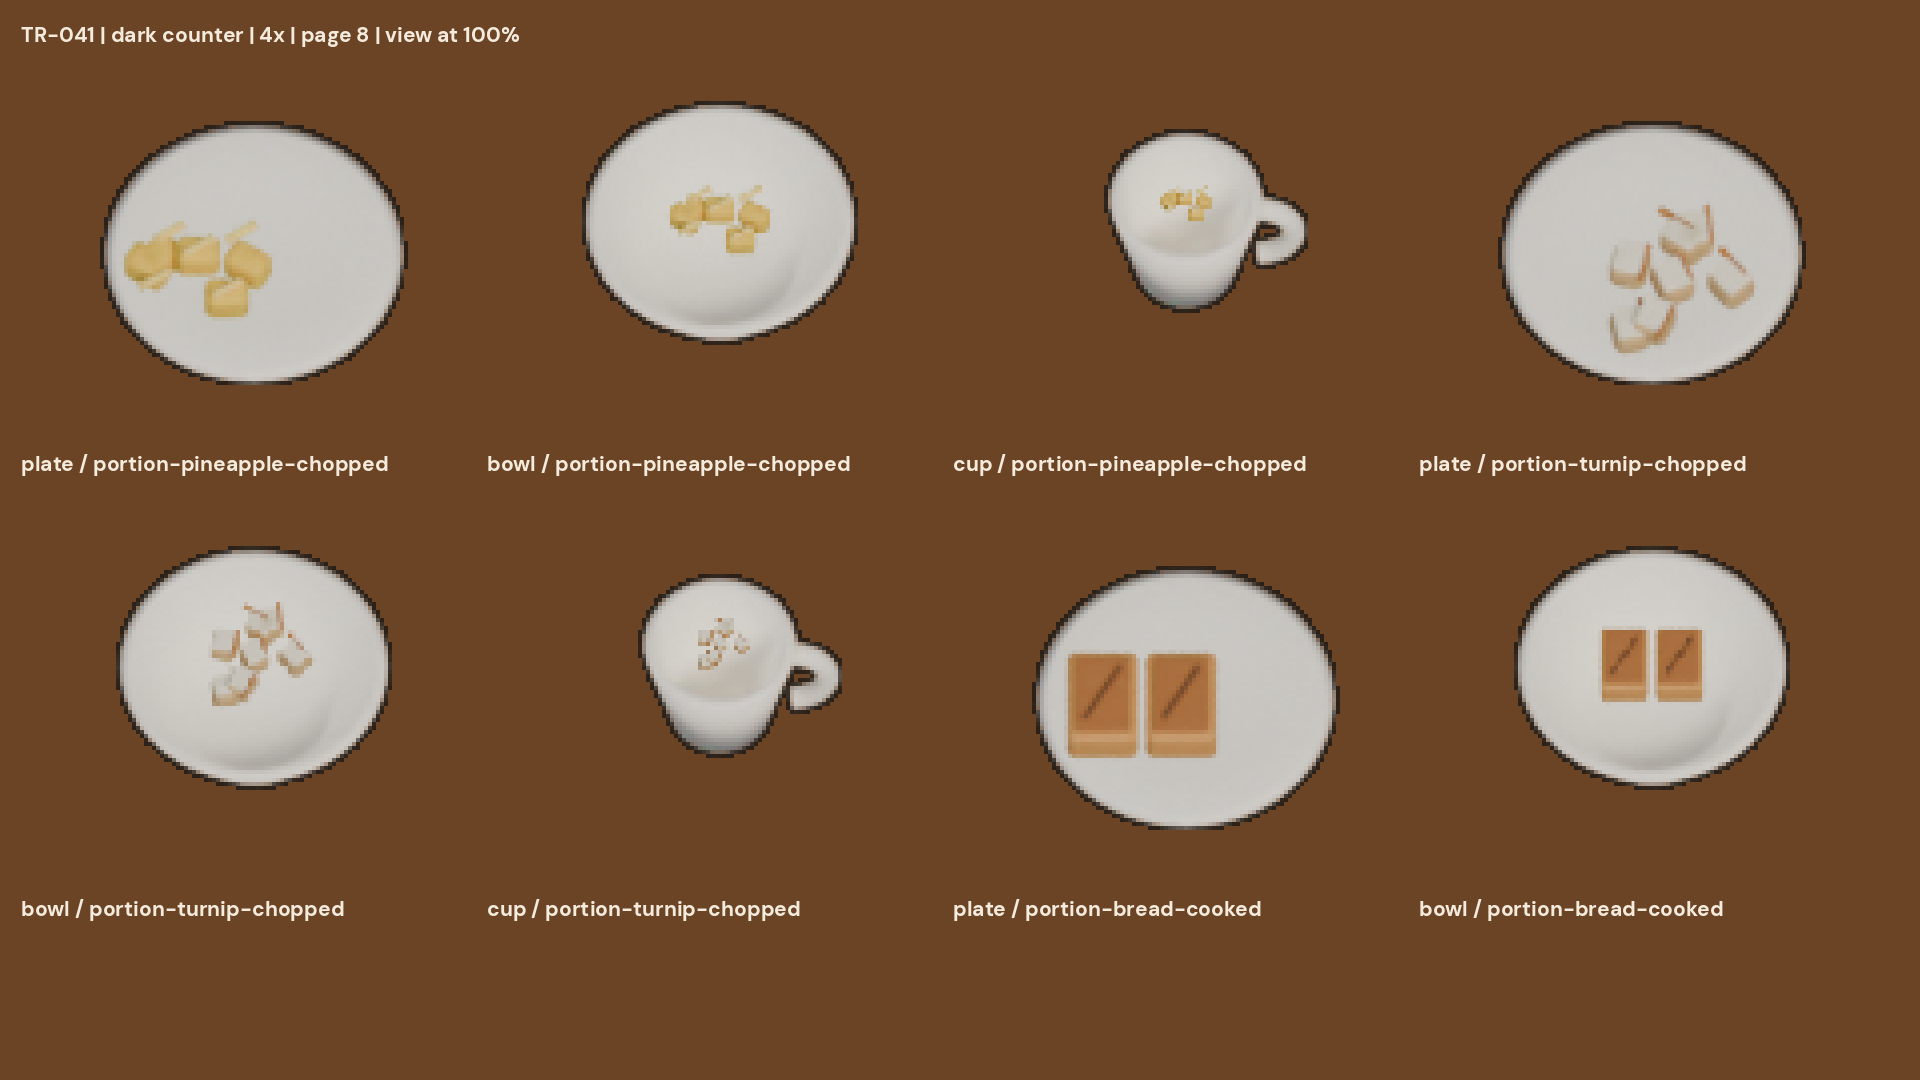 TR-041 | dark counter | 4x | page 8 | view at 100%
plate / portion-pineapple-chopped
bowl / portion-pineapple-chopped
cup / portion-pineapple-chopped
plate / portion-turnip-chopped
bowl / portion-turnip-chopped
cup / portion-turnip-chopped
plate / portion-bread-cooked
bowl / portion-bread-cooked